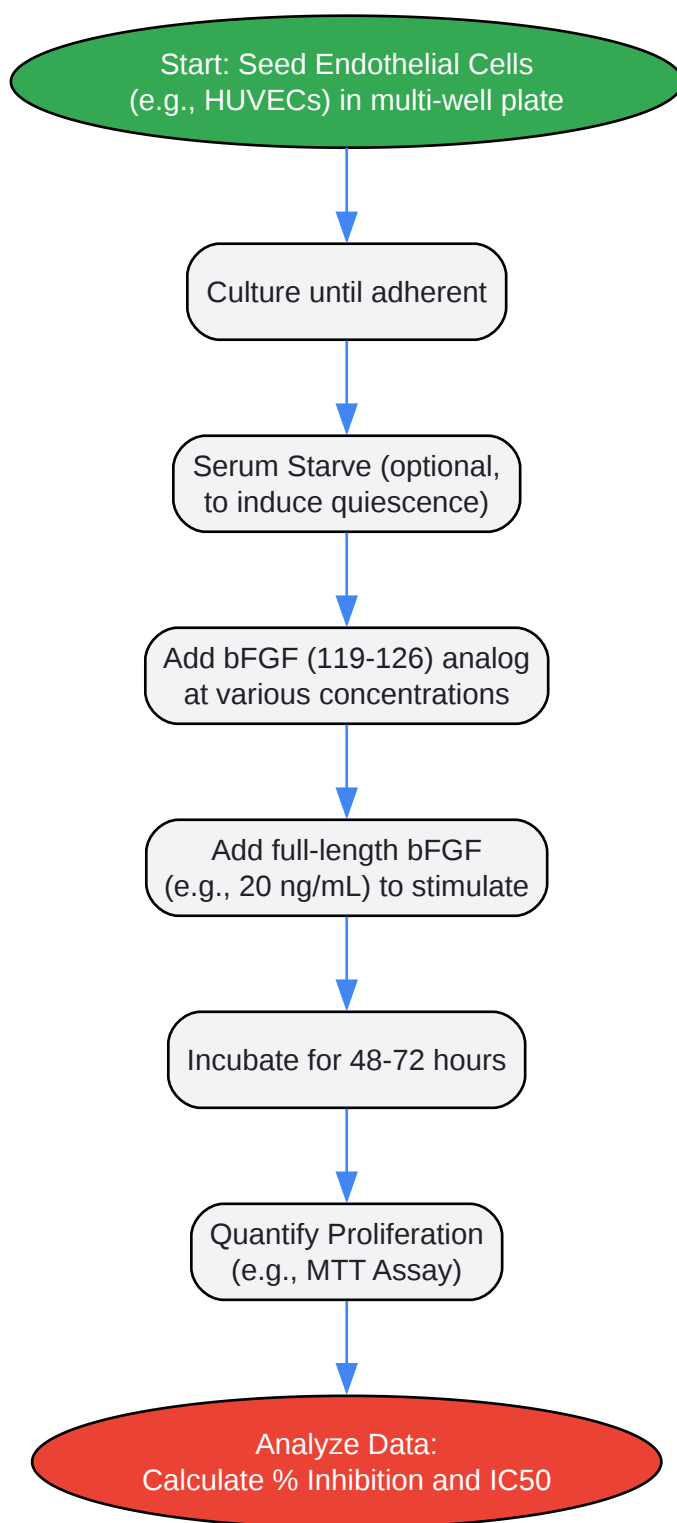 Start: Seed Endothelial Cells
(e.g., HUVECs) in multi-well plate
Culture until adherent
Serum Starve (optional,
to induce quiescence)
Add bFGF (119-126) analog
at various concentrations
Add full-length bFGF
(e.g., 20 ng/mL) to stimulate
Incubate for 48-72 hours
Quantify Proliferation
(e.g., MTT Assay)
Analyze Data:
Calculate % Inhibition and IC50